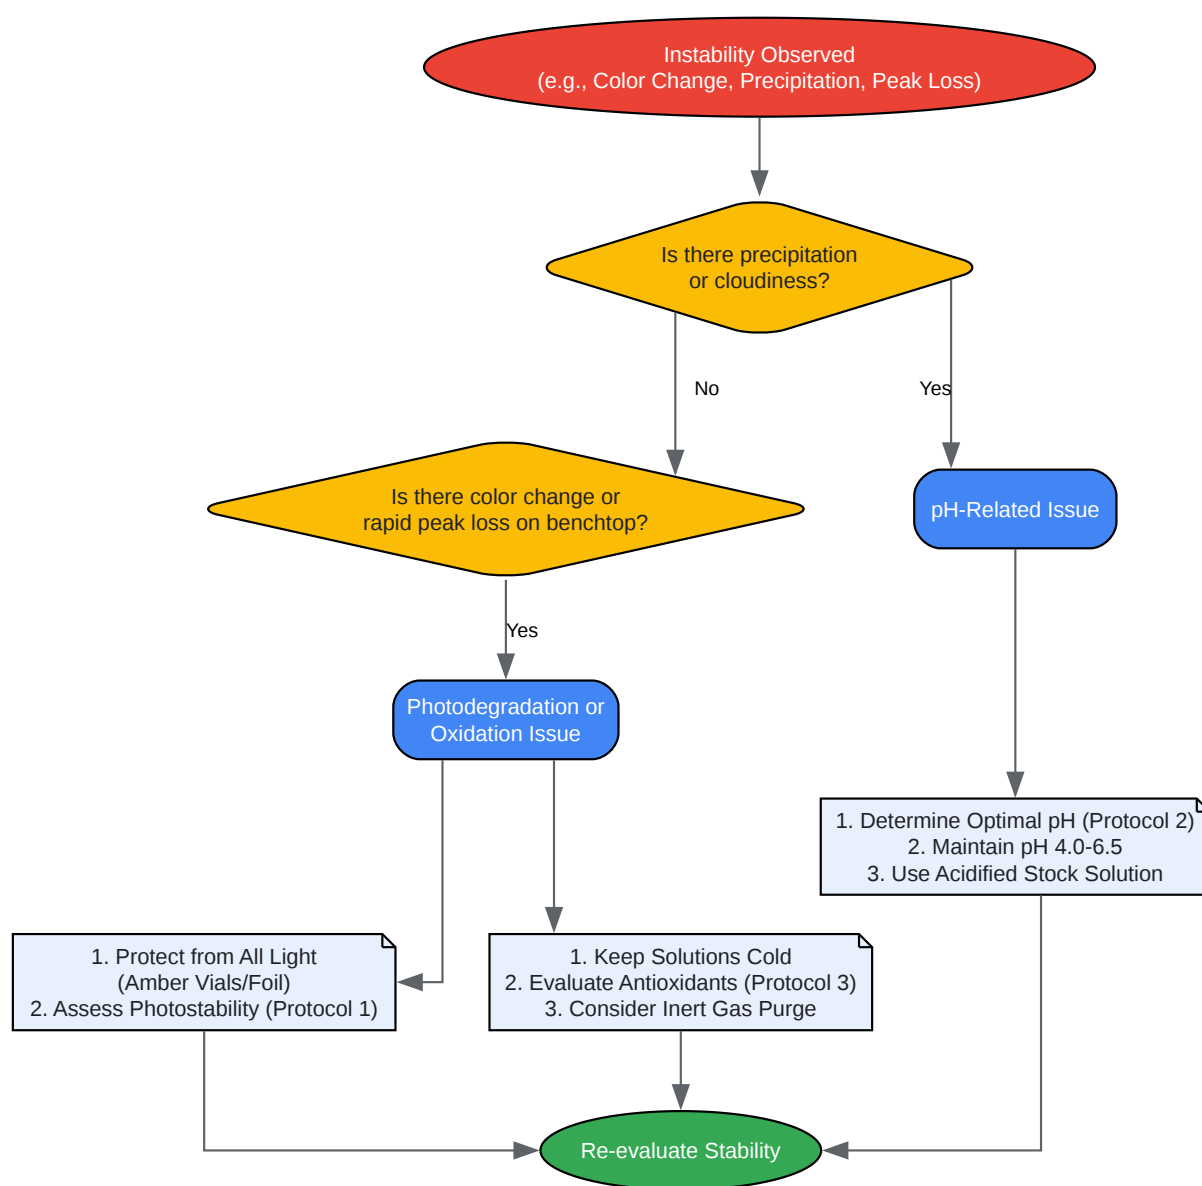 Instability Observed
(e.g., Color Change, Precipitation, Peak Loss)
Is there precipitation
or cloudiness?
No
Yes
Is there color change or
rapid peak loss on benchtop?
pH-Related Issue
Yes
Photodegradation or
Oxidation Issue
1. Determine Optimal pH (Protocol 2)
2. Maintain pH 4.0-6.5
3. Use Acidified Stock Solution
1. Protect from All Light
(Amber Vials/Foil)
2. Assess Photostability (Protocol 1)
1. Keep Solutions Cold
2. Evaluate Antioxidants (Protocol 3)
3. Consider Inert Gas Purge
Re-evaluate Stability